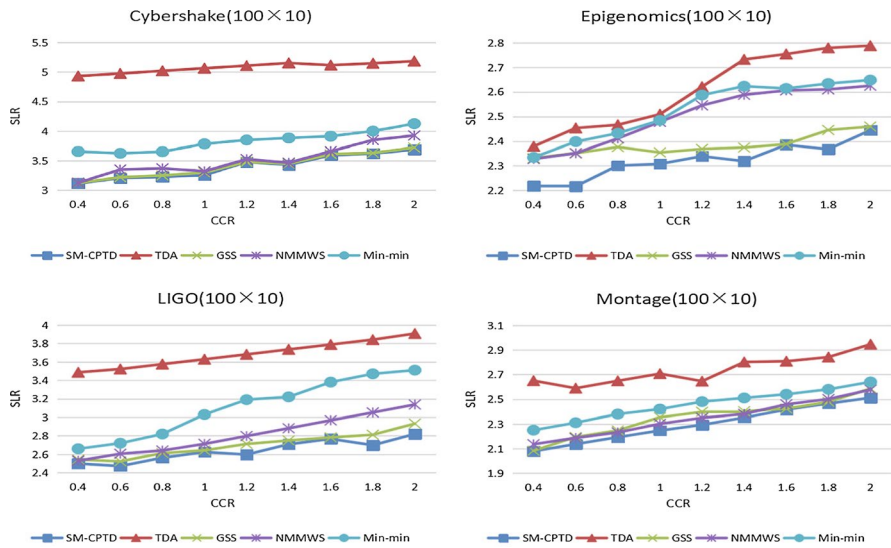 Cybershake(100×10)
5.5
5
4.5
4
3.5
3
SLR
0.4 0.6 0.8 1 1.2 1.4 1.6 1.8 2
CCR
SM-CPTD TDA GSS NMMWS Min-min
Epigenomics(100×10)
2.8
2.7
2.6
2.5
2.4
2.3
2.2
SLR
0.4 0.6 0.8 1 1.2 1.4 1.6 1.8 2
CCR
SM-CPTD TDA GSS NMMWS Min-min
LIGO(100×10)
4
3.8
3.6
3.4
3.2
3
2.8
2.6
2.4
SLR
0.4 0.6 0.8 1 1.2 1.4 1.6 1.8 2
CCR
SM-CPTD TDA GSS NMMWS Min-min
Montage(100×10)
3.1
2.9
2.7
2.5
2.3
2.1
1.9
SLR
0.4 0.6 0.8 1 1.2 1.4 1.6 1.8 2
CCR
SM-CPTD TDA GSS NMMWS Min-min